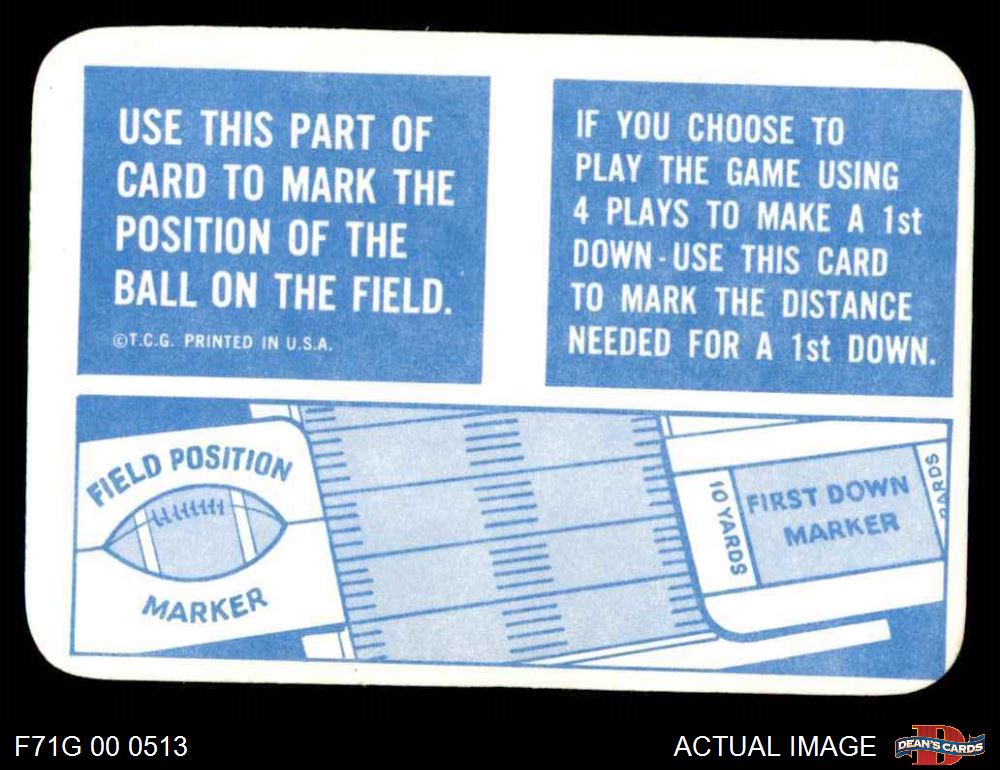 USE THIS PART OF
CARD TO MARK THE
POSITION OF THE
BALL ON THE FIELD.
©T.C.G. PRINTED IN U.S.A.
IF YOU CHOOSE TO
PLAY THE GAME USING
4 PLAYS TO MAKE A 1st
DOWN-USE THIS CARD
TO MARK THE DISTANCE
NEEDED FOR A 1st DOWN.
FIELD POSITION
MARKER
10 YARDS
FIRST DOWN
MARKER
YARDS
F71G 00 0513
ACTUAL IMAGE
D
DEAN'S CARDS